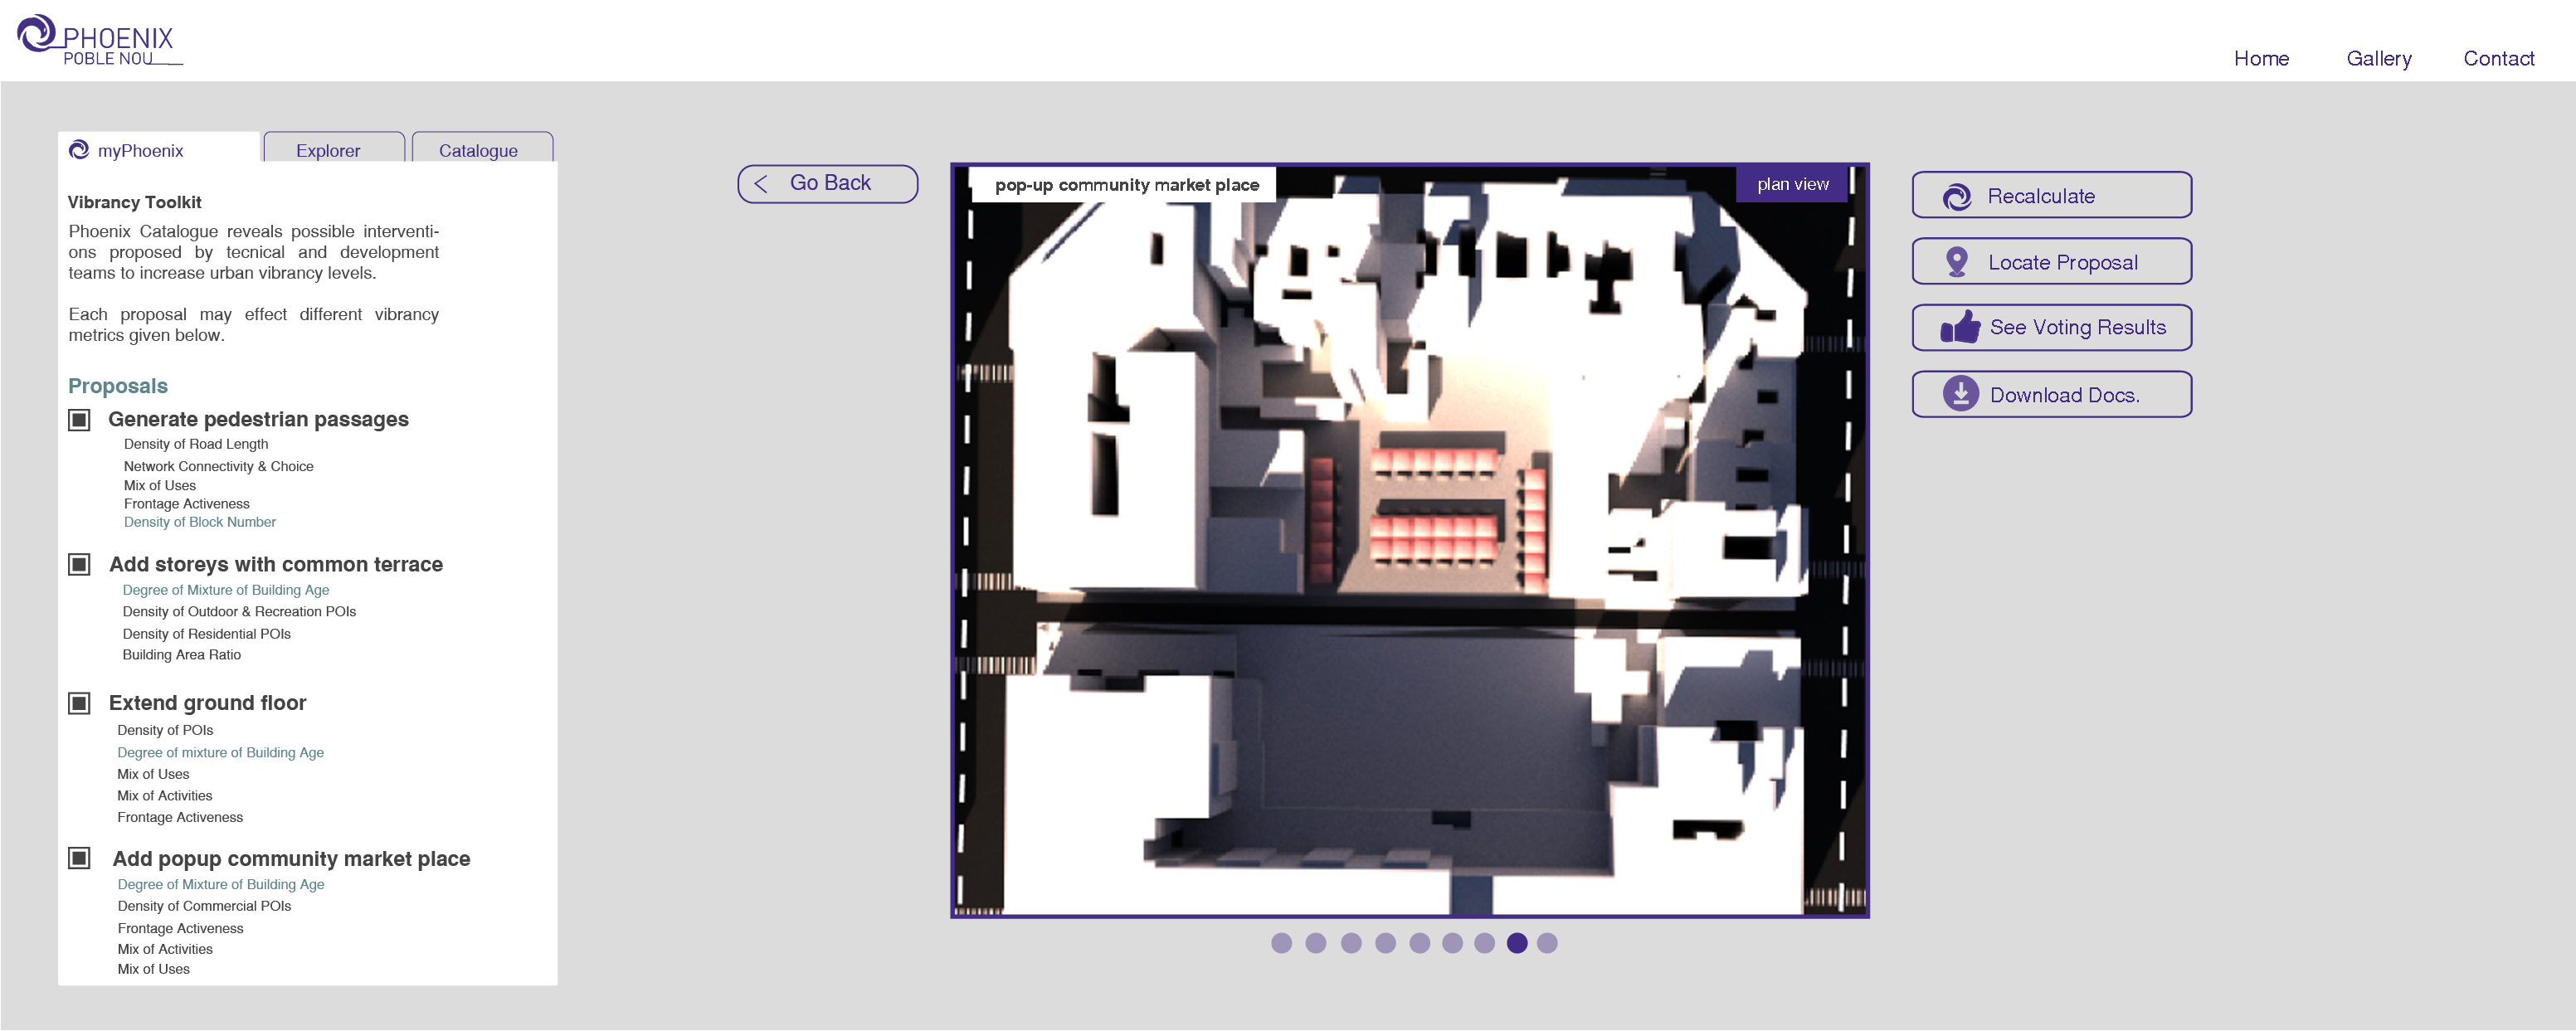 PHOENIX
POBLE NOU
Home
Gallery
Contact
myPhoenix
Explorer
Catalogue
Vibrancy Toolkit
Phoenix Catalogue reveals possible interventi-
ons proposed by tecnical and development
teams to increase urban vibrancy levels.
Each proposal may effect different vibrancy
metrics given below.
Proposals
Generate pedestrian passages
Density of Road Length
Network Connectivity & Choice
Mix of Uses
Frontage Activeness
Density of Block Number
Add storeys with common terrace
Degree of Mixture of Building Age
Density of Outdoor & Recreation POIs
Density of Residential POIs
Building Area Ratio
Extend ground floor
Density of POIs
Degree of mixture of Building Age
Mix of Uses
Mix of Activities
Frontage Activeness
Add popup community market place
Degree of Mixture of Building Age
Density of Commercial POIs
Frontage Activeness
Mix of Activities
Mix of Uses
< Go Back
pop-up community market place
plan view
Recalculate
Locate Proposal
See Voting Results
Download Docs.